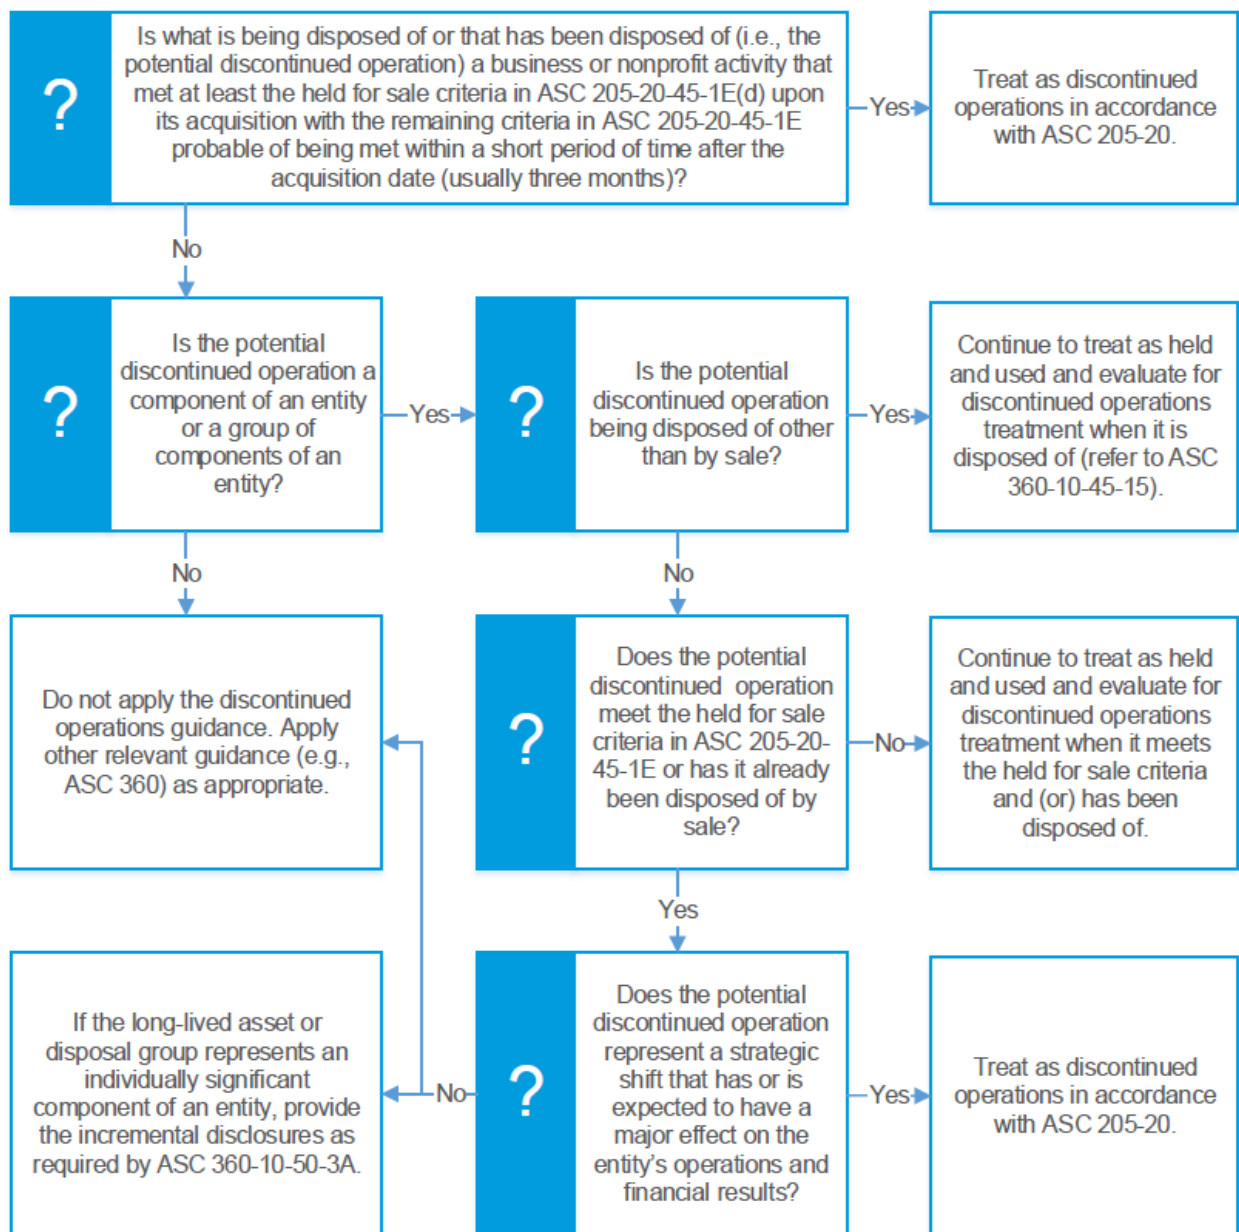 ?
Is what is being disposed of or that has been disposed of (i.e., the
potential discontinued operation) a business or nonprofit activity that
met at least the held for sale criteria in ASC 205-20-45-1E(d) upon
its acquisition with the remaining criteria in ASC 205-20-45-1E
probable of being met within a short period of time after the
acquisition date (usually three months)?
Yes
Treat as discontinued
operations in accordance
with ASC 205-20.
No
?
Is the potential
discontinued operation a
component of an entity
or a group of
components of an
entity?
Yes
?
Is the potential
discontinued operation
being disposed of other
than by sale?
Yes
Continue to treat as held
and used and evaluate for
discontinued operations
treatment when it is
disposed of (refer to ASC
360-10-45-15).
No
No
Do not apply the discontinued
operations guidance. Apply
other relevant guidance (e.g.,
ASC 360) as appropriate.
?
Does the potential
discontinued operation
meet the held for sale
criteria in ASC 205-20-
45-1E or has it already
been disposed of by
sale?
No
Continue to treat as held
and used and evaluate for
discontinued operations
treatment when it meets
the held for sale criteria
and (or) has been
disposed of.
Yes
If the long-lived asset or
disposal group represents an
individually significant
component of an entity, provide
the incremental disclosures as
required by ASC 360-10-50-3A.
No
?
Does the potential
discontinued operation
represent a strategic
shift that has or is
expected to have a
major effect on the
entity's operations and
financial results?
Yes
Treat as discontinued
operations in accordance
with ASC 205-20.